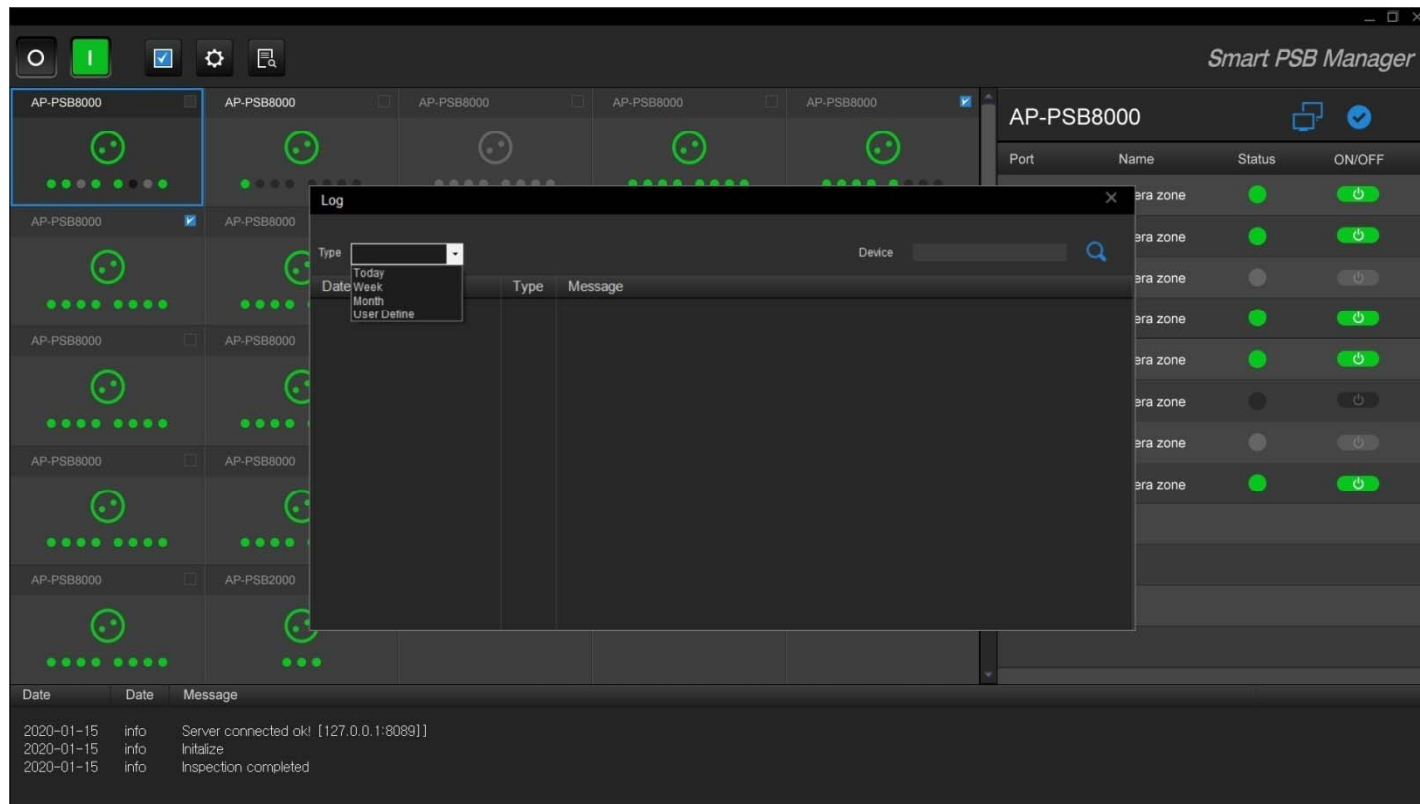 Smart PSB Manager
AP-PSB8000 AP-PSB8000 AP-PSB8000 AP-PSB8000 AP-PSB8000
AP-PSB8000
Port Name Status ON/OFF
Log
Type
Device
Today
Week
Month
User Define
Date Type Message
AP-PSB8000 AP-PSB8000
AP-PSB8000 AP-PSB8000
AP-PSB8000 AP-PSB8000
AP-PSB8000 AP-PSB2000
era zone
era zone
era zone
era zone
era zone
era zone
era zone
era zone
Date Date Message
2020-01-15 info Server connected ok! [127.0.0.1:8089]]
2020-01-15 info Initalize
2020-01-15 info Inspection completed